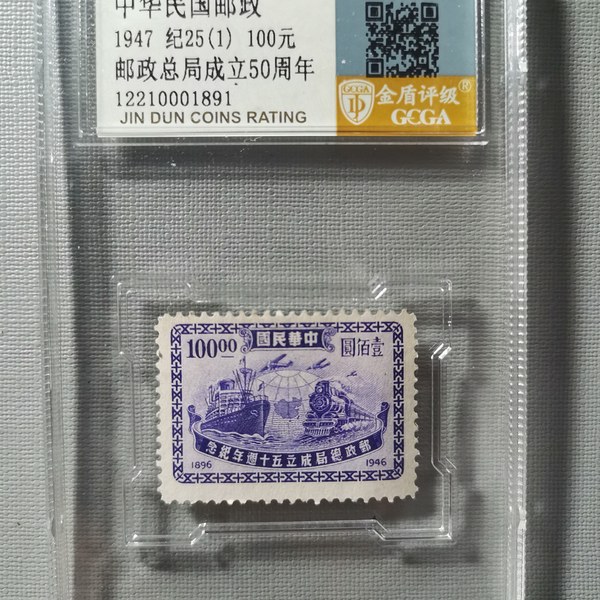 中华民国邮政
1947 纪25(1) 100元
邮政总局成立50周年
12210001891
JIN DUN COINS RATING
GCGA
金盾评级®
GCGA
中華民國
10000
壹佰圓
郵政總局成立五十週年紀念
1896
1946